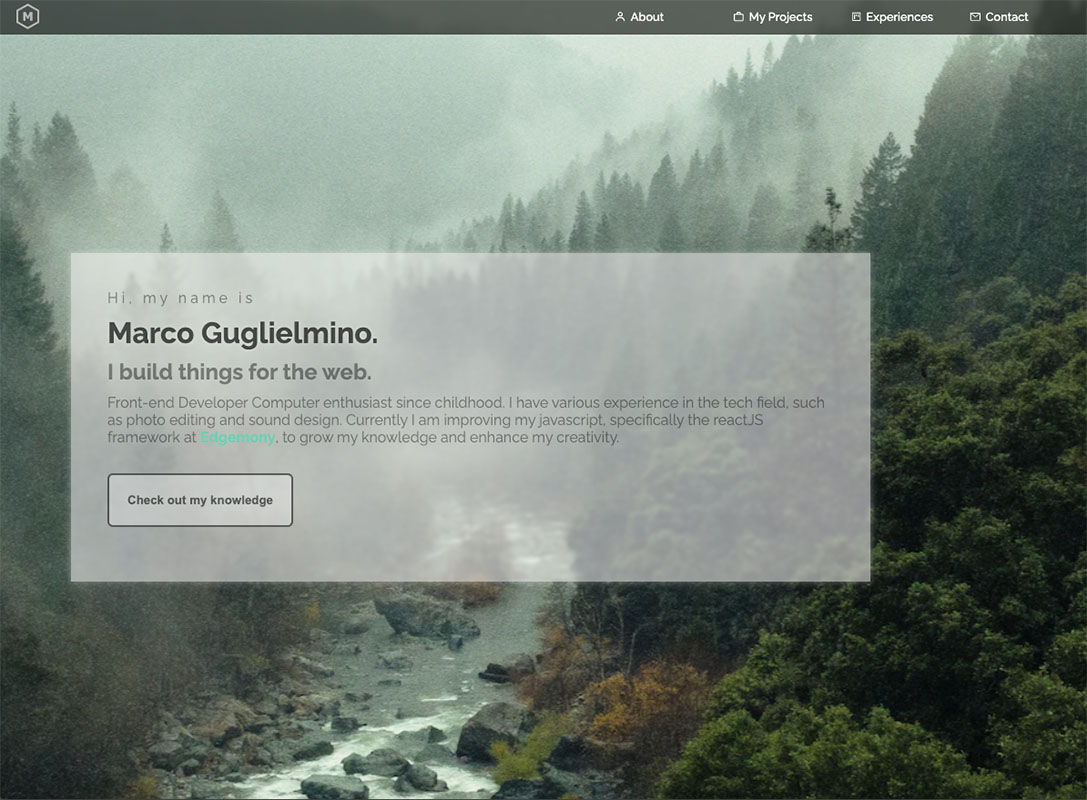 M
About
My Projects
Experiences
Contact
Hi, my name is
Marco Guglielmino.
I build things for the web.
Front-end Developer Computer enthusiast since childhood. I have various experience in the tech field, such
as photo editing and sound design. Currently I am improving my javascript, specifically the reactJS
framework at Edgemony, to grow my knowledge and enhance my creativity.
Check out my knowledge